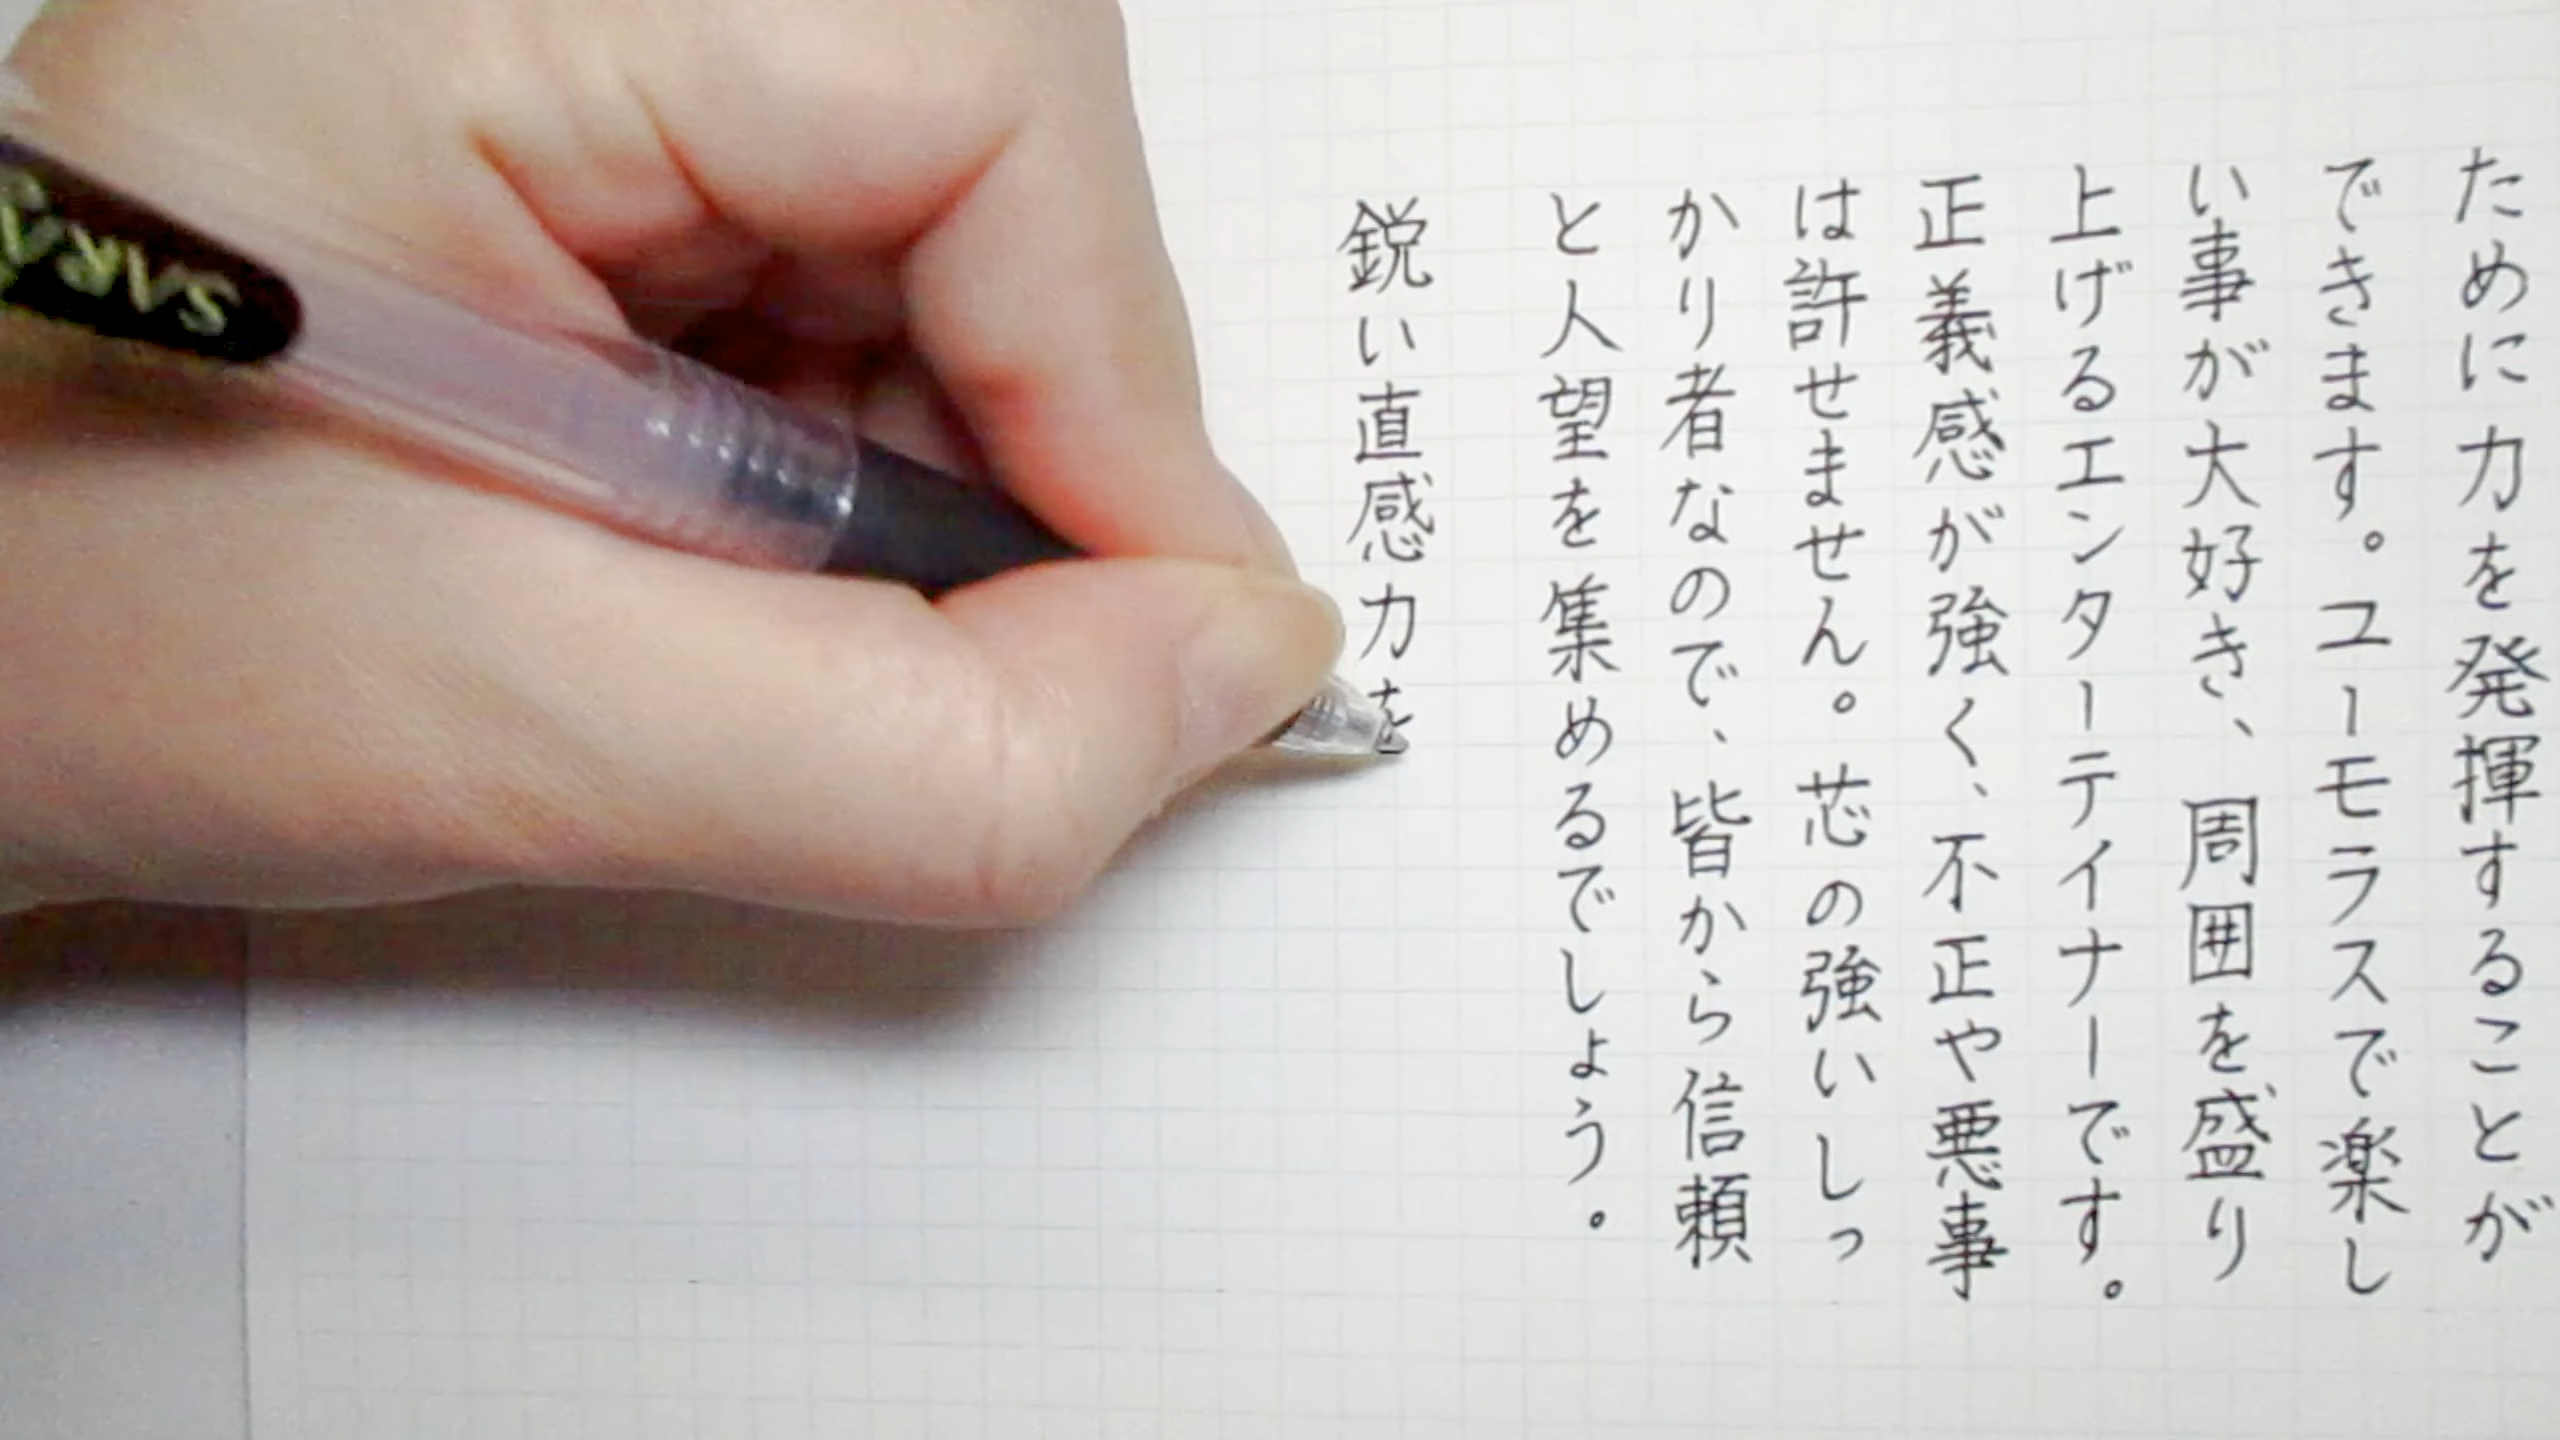 ために力を発揮することが
できます。ユーモラスで楽し
い事が大好き、周囲を盛り
上げるエンターテイナーです。
正義感が強く、不正や悪事
は許せません。芯の強いしっ
かり者なので、皆から信頼
と人望を集めるでしょう。
鋭い直感力を
SARASA